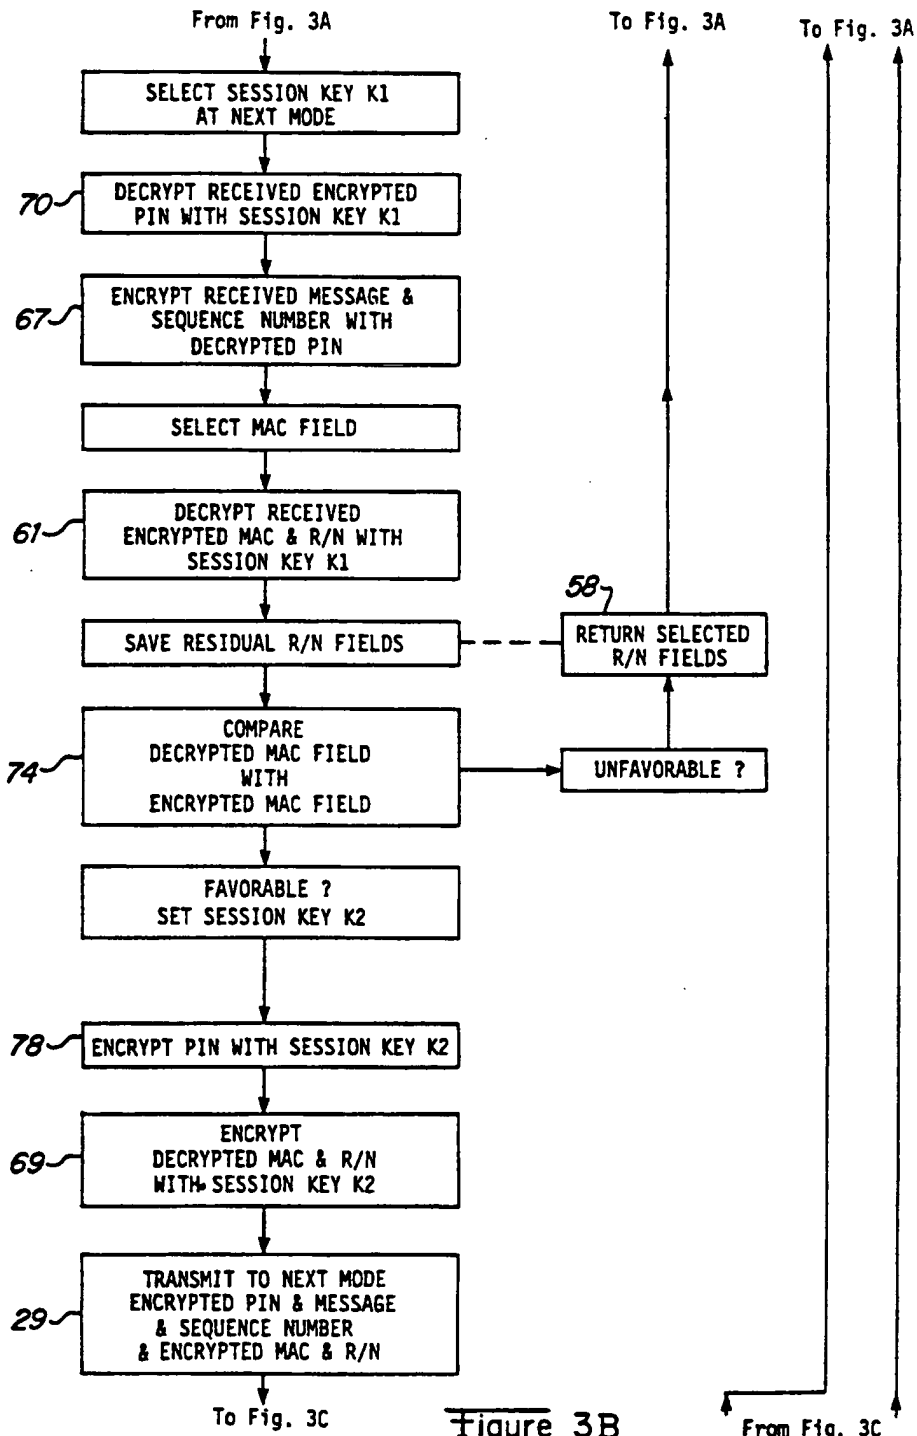 From Fig. 3A
To Fig. 3A
To Fig. 3A
SELECT SESSION KEY K1
AT NEXT MODE
70
DECRYPT RECEIVED ENCRYPTED
PIN WITH SESSION KEY K1
67
ENCRYPT RECEIVED MESSAGE &
SEQUENCE NUMBER WITH
DECRYPTED PIN
SELECT MAC FIELD
61
DECRYPT RECEIVED
ENCRYPTED MAC & R/N WITH
SESSION KEY K1
SAVE RESIDUAL R/N FIELDS
58
RETURN SELECTED
R/N FIELDS
74
COMPARE
DECRYPTED MAC FIELD
WITH
ENCRYPTED MAC FIELD
UNFAVORABLE ?
FAVORABLE ?
SET SESSION KEY K2
78
ENCRYPT PIN WITH SESSION KEY K2
69
ENCRYPT
DECRYPTED MAC & R/N
WITH SESSION KEY K2
29
TRANSMIT TO NEXT MODE
ENCRYPTED PIN & MESSAGE
& SEQUENCE NUMBER
& ENCRYPTED MAC & R/N
To Fig. 3C
Figure 3B
From Fig. 3C